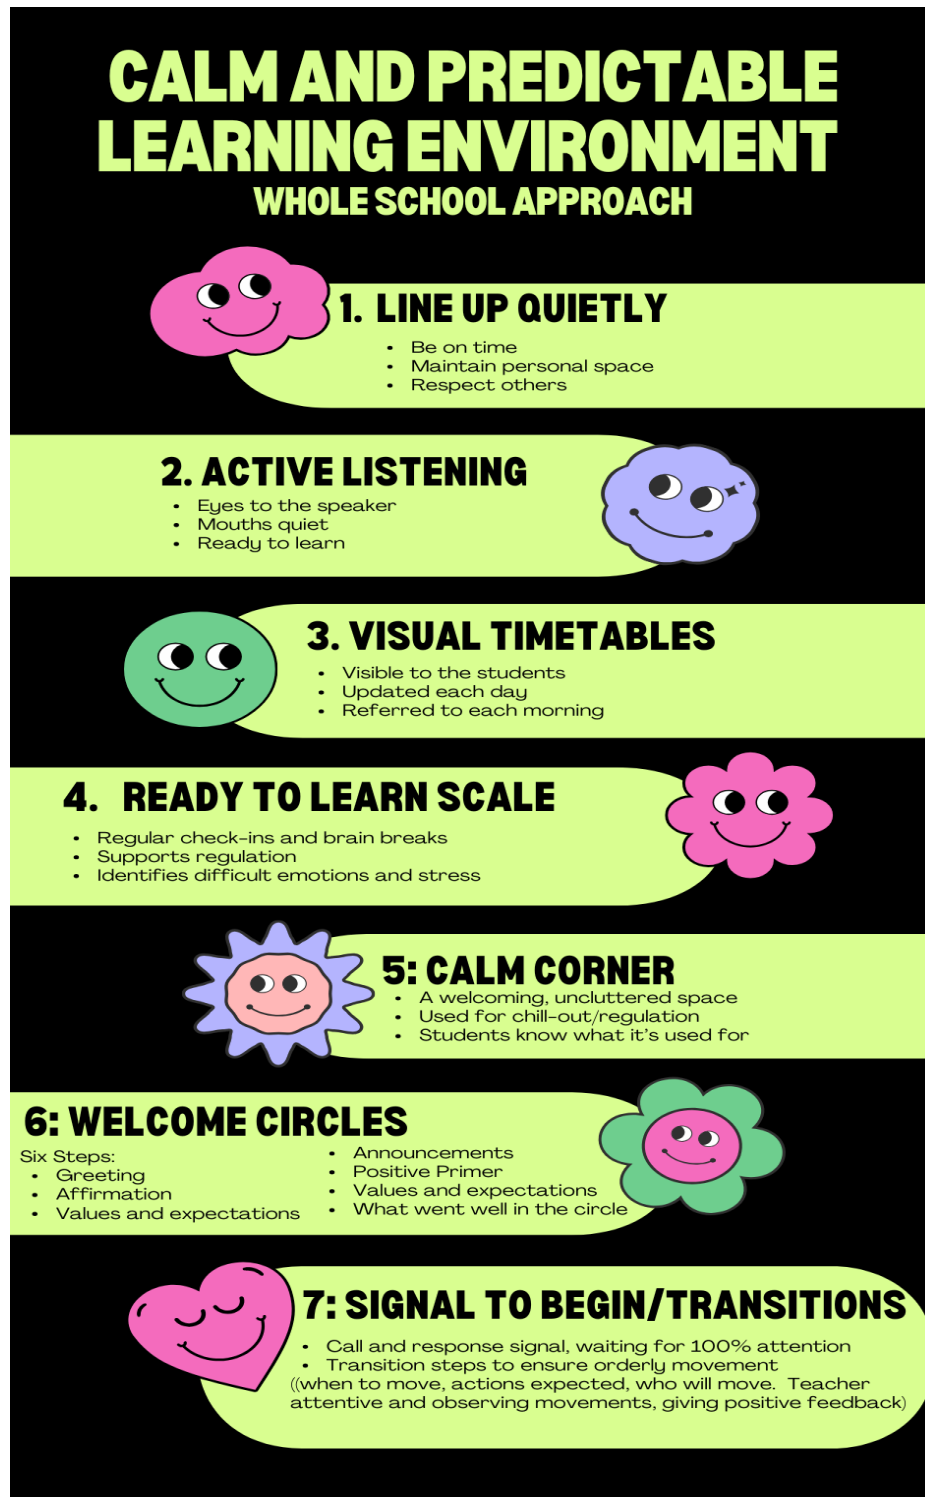 CALM AND PREDICTABLE
LEARNING ENVIRONMENT
WHOLE SCHOOL APPROACH
1. LINE UP QUIETLY
• Be on time
• Maintain personal space
• Respect others
2. ACTIVE LISTENING
• Eyes to the speaker
• Mouths quiet
• Ready to learn
3. VISUAL TIMETABLES
• Visible to the students
• Updated each day
• Referred to each morning
4. READY TO LEARN SCALE
• Regular check-ins and brain breaks
• Supports regulation
• Identifies difficult emotions and stress
5: CALM CORNER
• A welcoming, uncluttered space
• Used for chill-out/regulation
• Students know what it's used for
6: WELCOME CIRCLES
Six Steps:
• Greeting
• Affirmation
• Values and expectations
• Announcements
• Positive Primer
• Values and expectations
• What went well in the circle
7: SIGNAL TO BEGIN/TRANSITIONS
• Call and response signal, waiting for 100% attention
• Transition steps to ensure orderly movement
((when to move, actions expected, who will move. Teacher
attentive and observing movements, giving positive feedback)